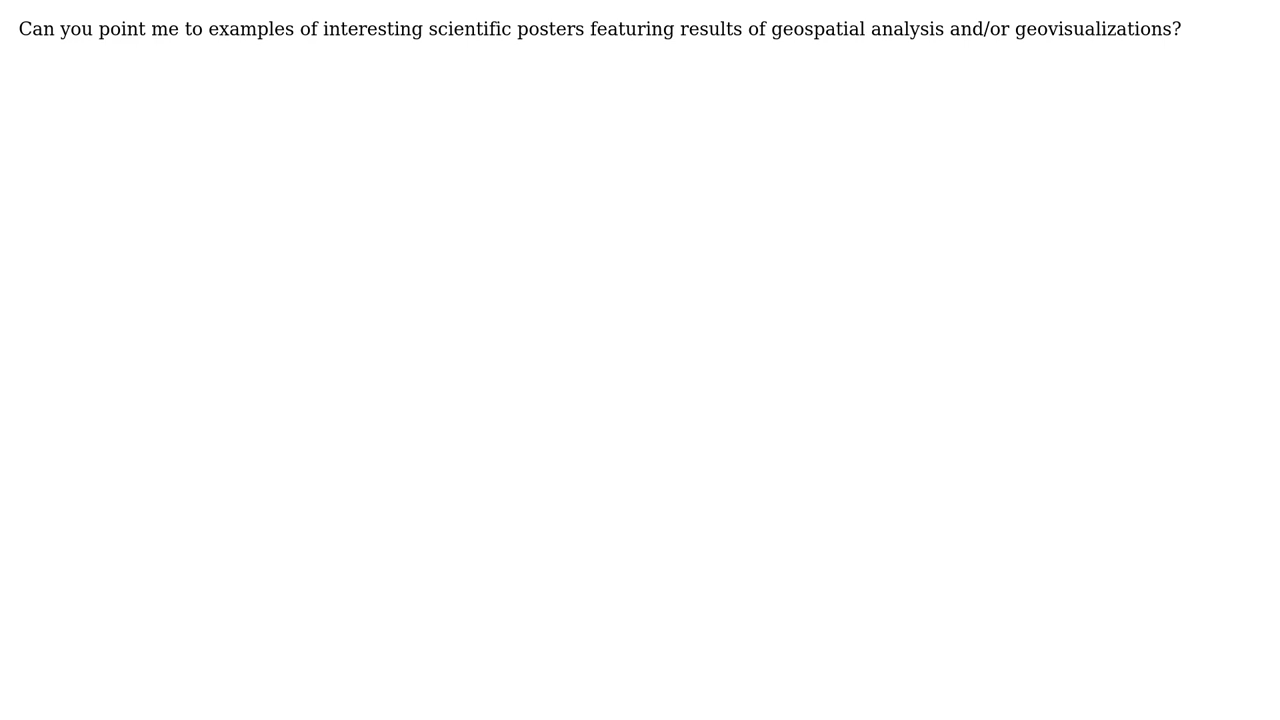 Can you point me to examples of interesting scientific posters featuring results of geospatial analysis and/or geovisualizations?